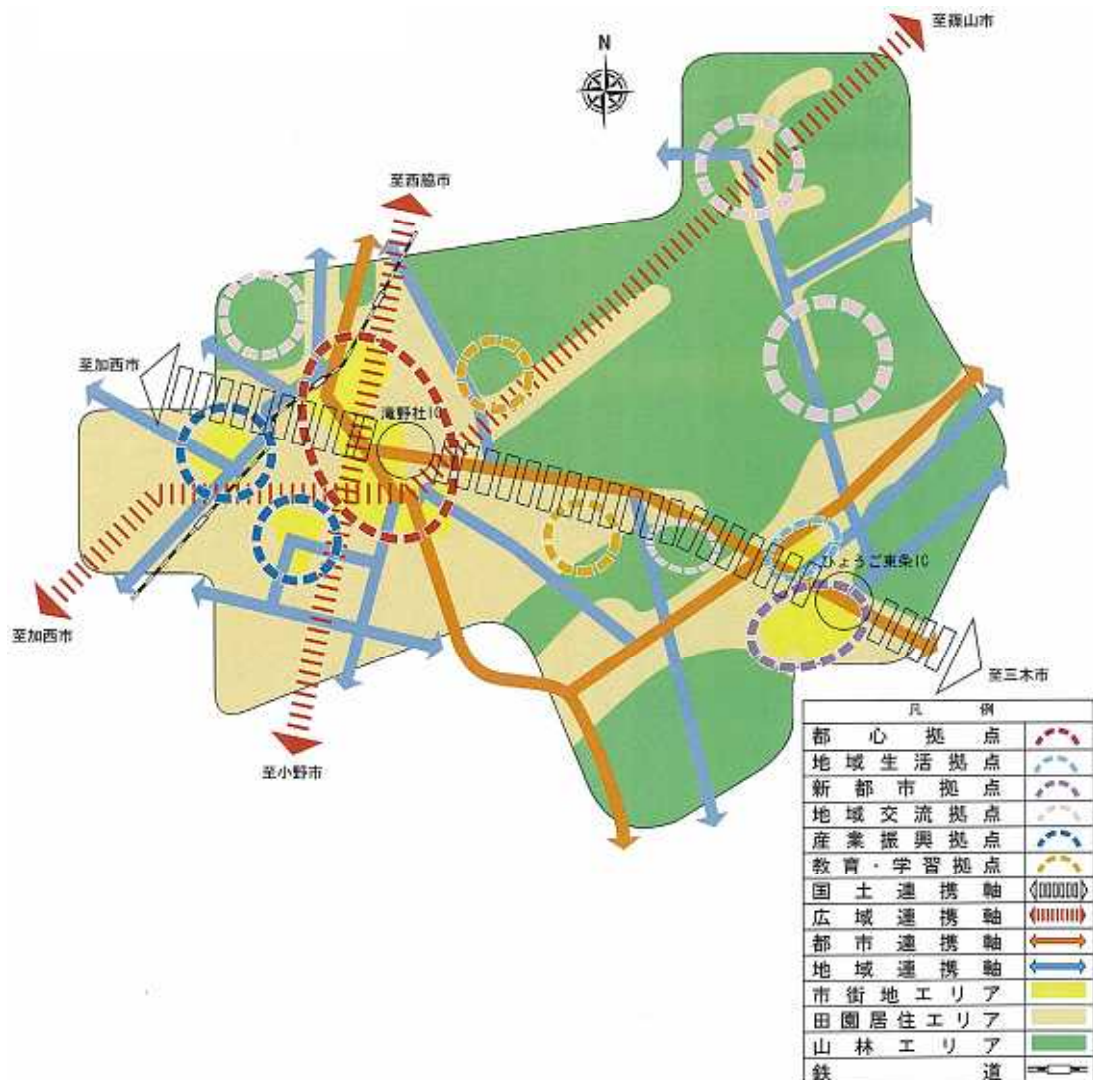 至篠山市
N
至西脇市
至加西市
滝野社IC
ひょうご東条IC
至加西市
至三木市
至小野市
凡例
都心拠点
地域生活拠点
新都市拠点
地域交流拠点
産業振興拠点
教育・学習拠点
国土連携軸
広域連携軸
都市連携軸
地域連携軸
市街地エリア
田園居住エリア
山林エリア
鉄道